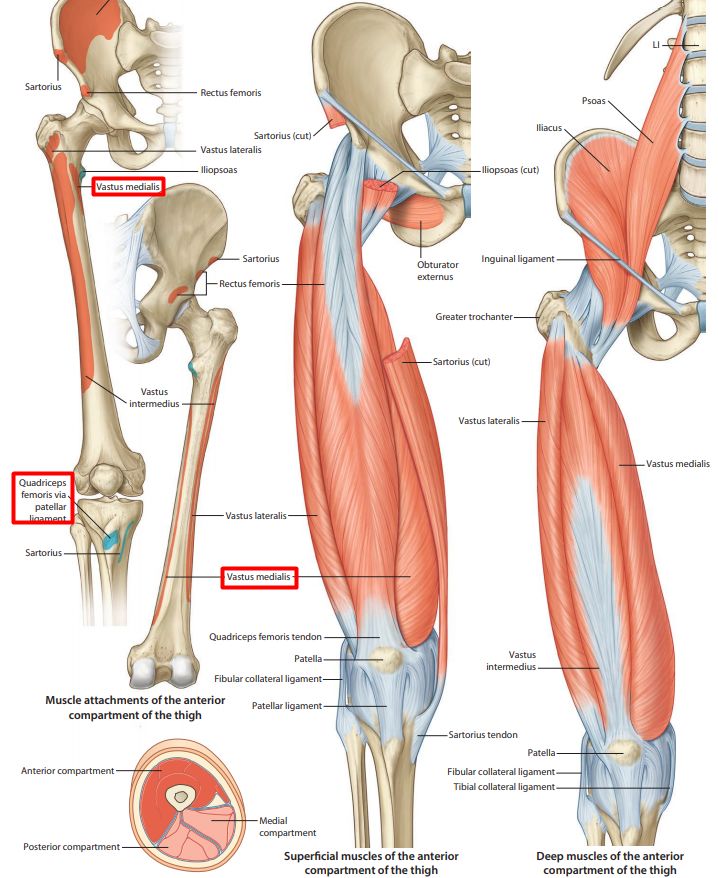 Sartorius
Rectus femoris
Vastus lateralis
Iliopsoas
Vastus medialis
Sartorius
Rectus femoris
Vastus
intermedius
Quadriceps
femoris via
patellar
ligament
Sartorius
Vastus lateralis
Vastus medialis
Muscle attachments of the anterior
compartment of the thigh
Anterior compartment
Medial
compartment
Posterior compartment
Sartorius (cut)
Iliopsoas (cut)
Obturator
externus
Sartorius (cut)
Quadriceps femoris tendon
Patella
Fibular collateral ligament
Patellar ligament
Sartorius tendon
Superficial muscles of the anterior
compartment of the thigh
LI
Psoas
Iliacus
Inguinal ligament
Greater trochanter
Vastus lateralis
Vastus medialis
Vastus
intermedius
Patella
Fibular collateral ligament
Tibial collateral ligament
Deep muscles of the anterior
compartment of the thigh